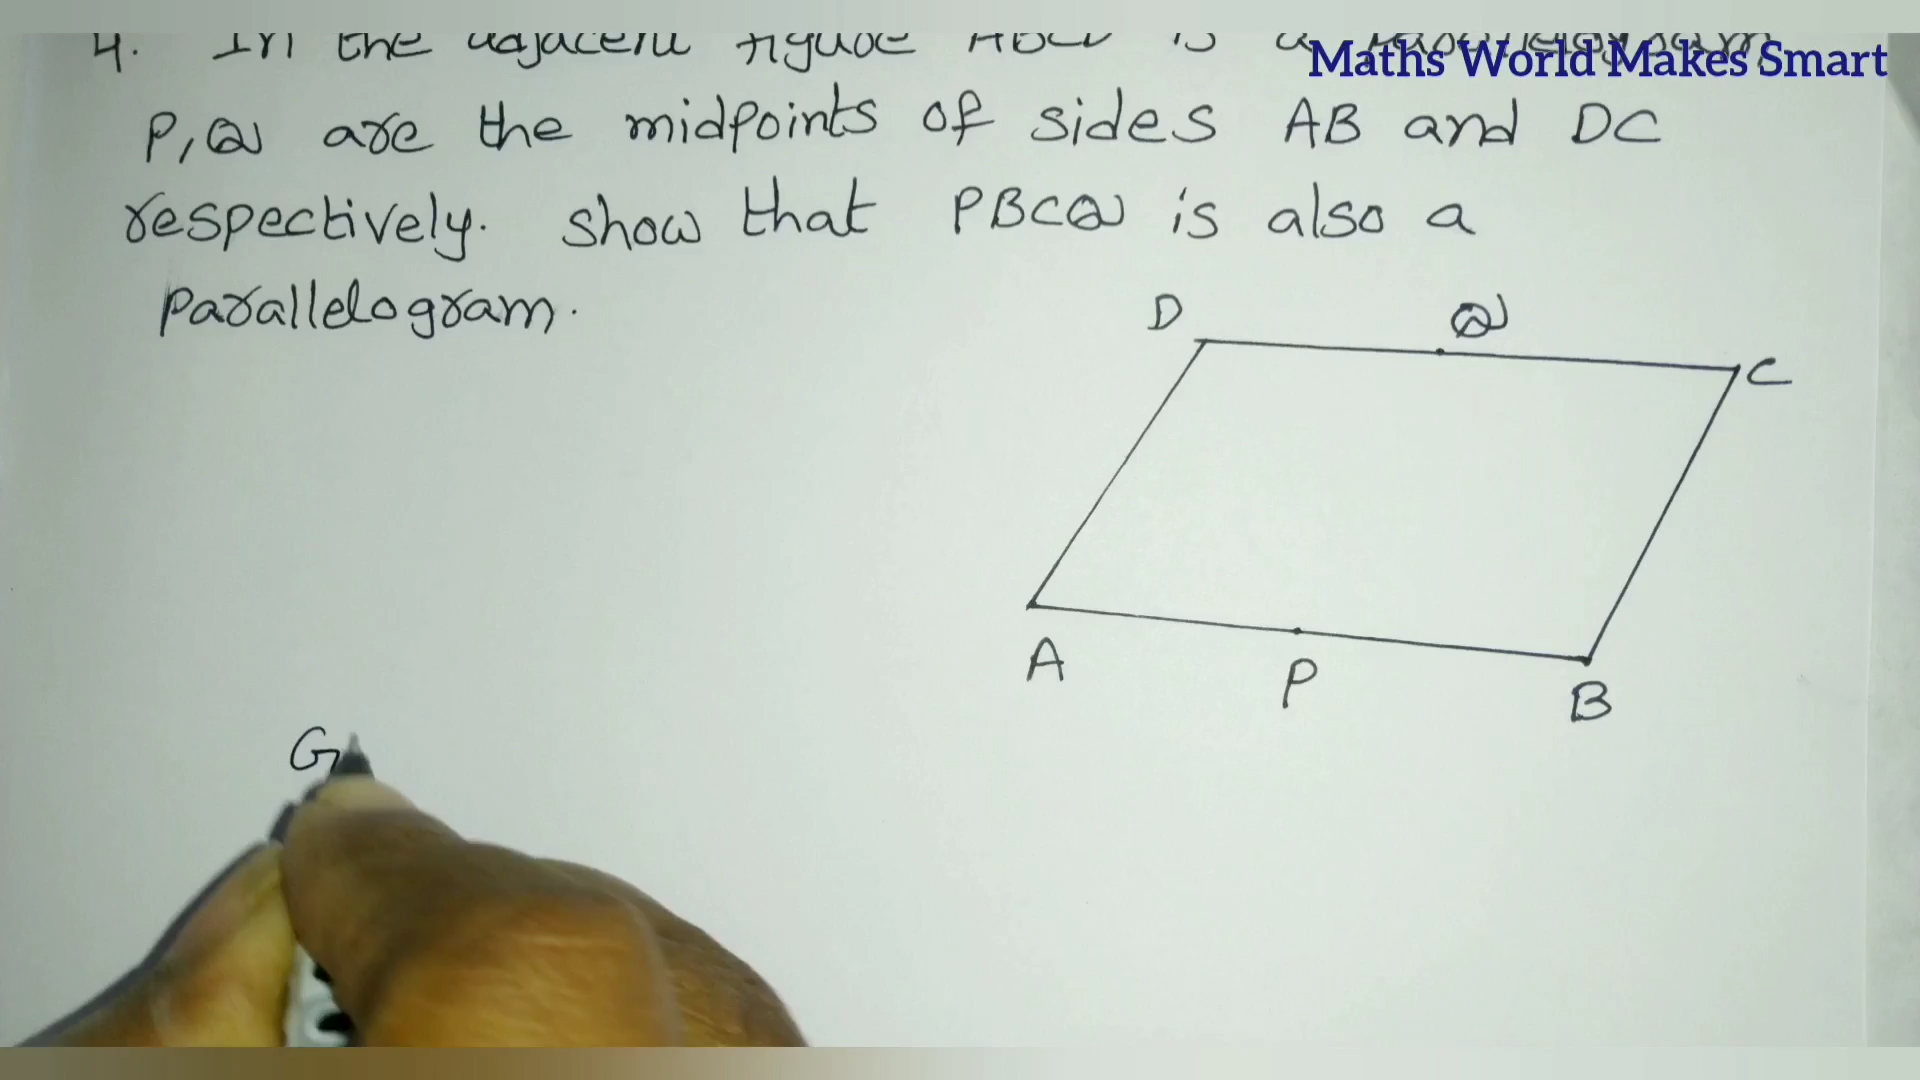 4. In the adjacent figure ABCD is a parallelogram
Maths World Makes Smart
P,Q are the midpoints of sides AB and DC
respectively. show that PBCQ is also a
parallelogram.
D
Q
C
A
P
B
G